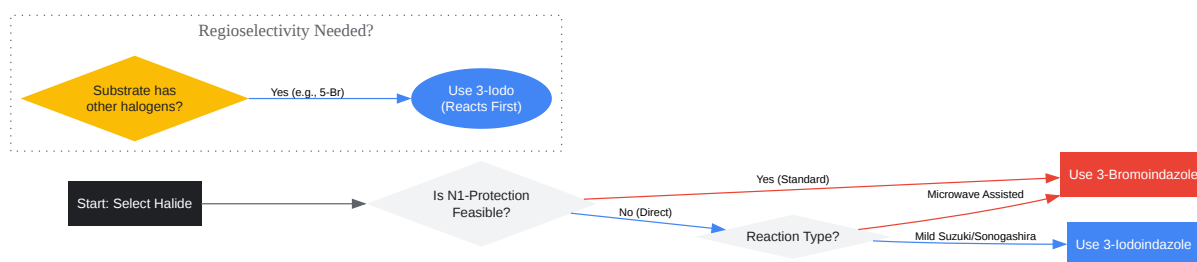 Regioselectivity Needed?
Substrate has
other halogens?
Yes (e.g., 5-Br)
Use 3-Iodo
(Reacts First)
Start: Select Halide
Is N1-Protection
Feasible?
Yes (Standard)
No (Direct)
Reaction Type?
Microwave Assisted
Mild Suzuki/Sonogashira
Use 3-Bromoindazole
Use 3-Iodoindazole